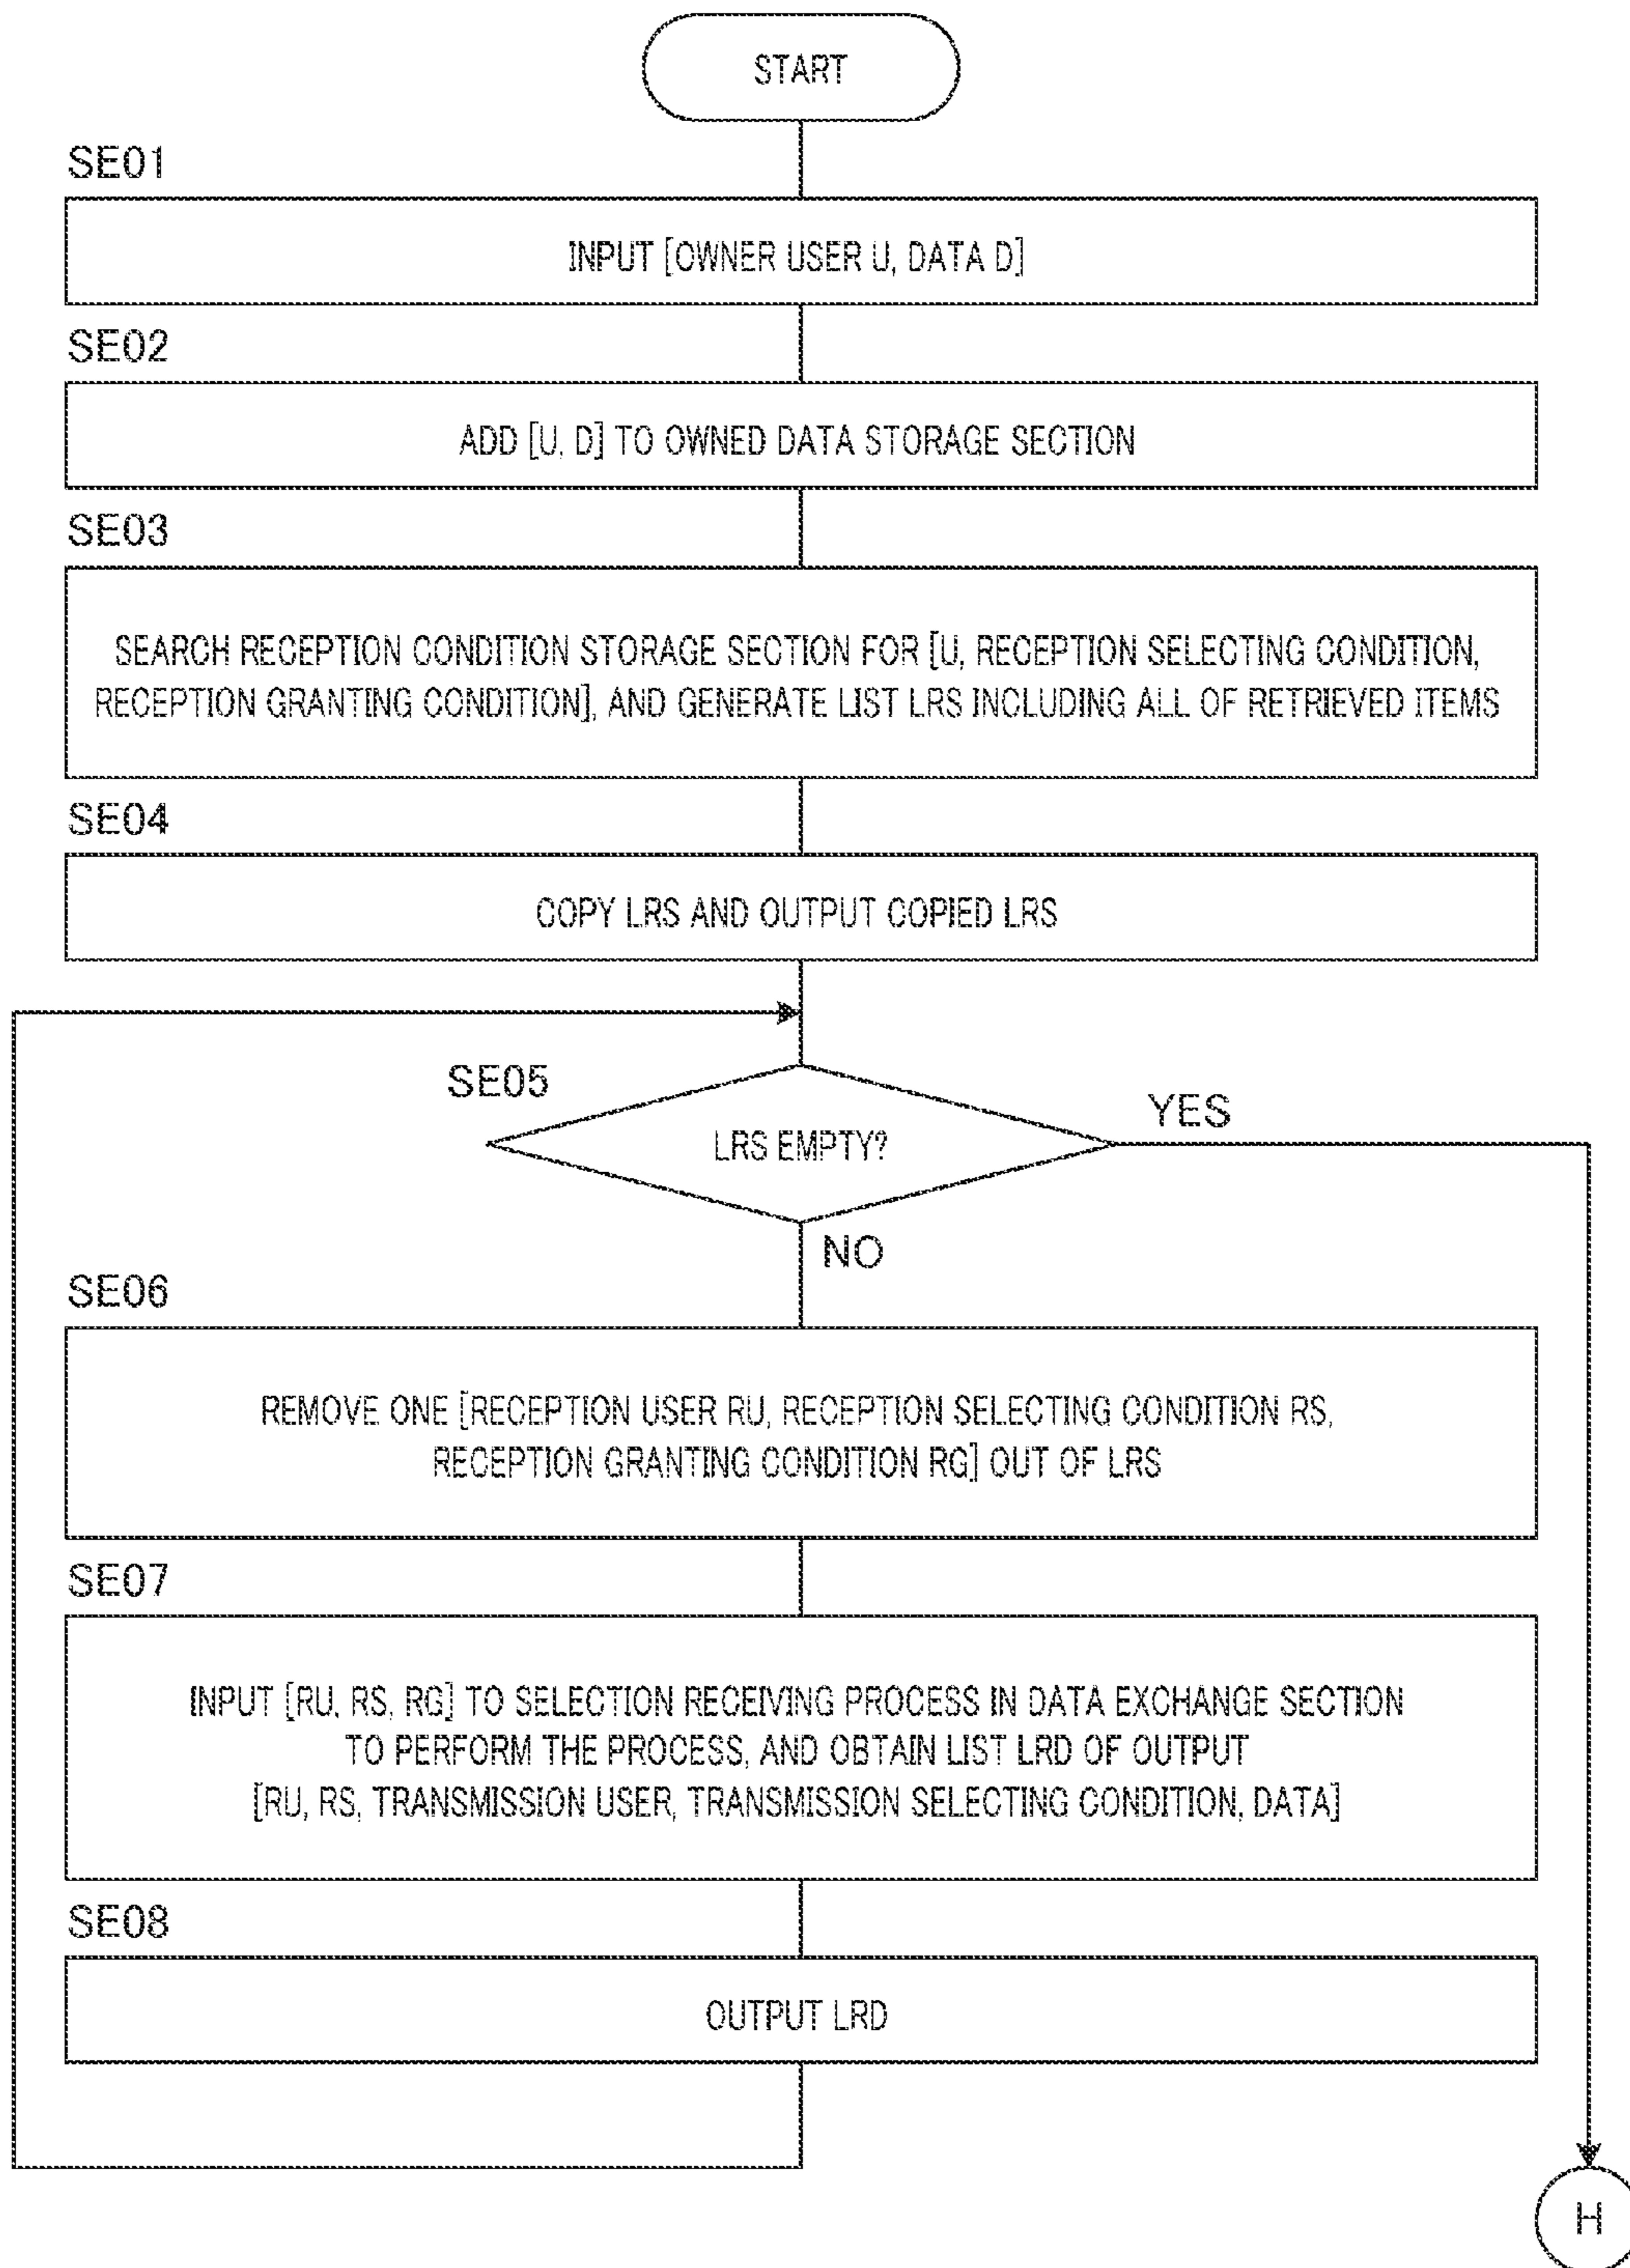 START
SE01
INPUT [OWNER USER U, DATA D]
SE02
ADD [U, D] TO OWNED DATA STORAGE SECTION
SE03
SEARCH RECEPTION CONDITION STORAGE SECTION FOR [U, RECEPTION SELECTING CONDITION,
RECEPTION GRANTING CONDITION], AND GENERATE LIST LRS INCLUDING ALL OF RETRIEVED ITEMS
SE04
COPY LRS AND OUTPUT COPIED LRS
SE05
LRS EMPTY?
YES
NO
SE06
REMOVE ONE [RECEPTION USER RU, RECEPTION SELECTING CONDITION RS,
RECEPTION GRANTING CONDITION RG] OUT OF LRS
SE07
INPUT [RU, RS, RG] TO SELECTION RECEIVING PROCESS IN DATA EXCHANGE SECTION
TO PERFORM THE PROCESS, AND OBTAIN LIST LRD OF OUTPUT
[RU, RS, TRANSMISSION USER, TRANSMISSION SELECTING CONDITION, DATA]
SE08
OUTPUT LRD
H